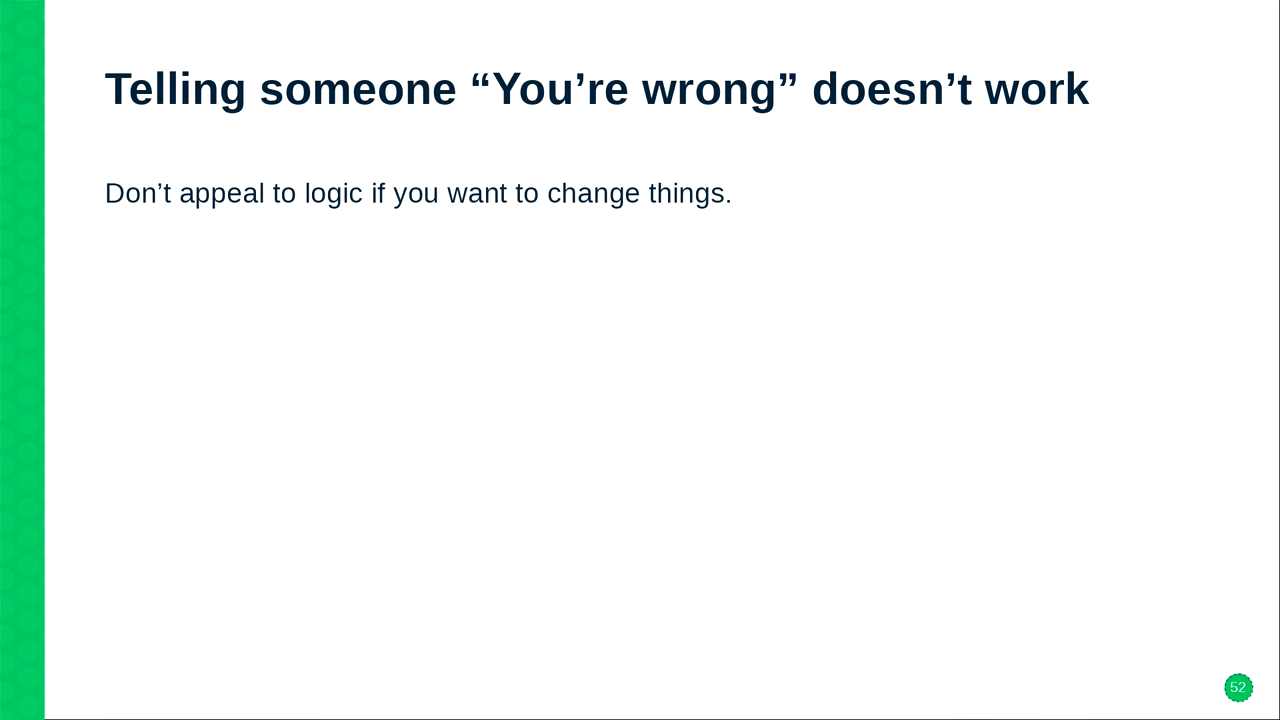 Telling someone “You’re wrong” doesn’t work
Don’t appeal to logic if you want to change things.
52